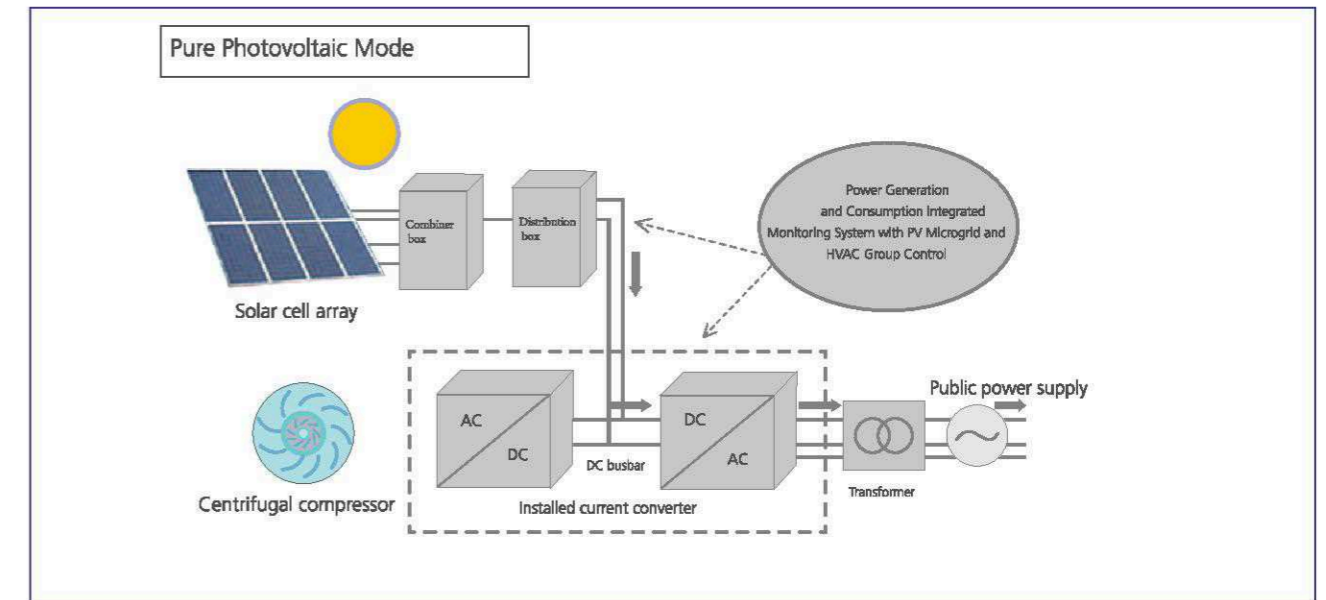 Pure Photovoltaic Mode
Combiner
box
Distribution
box
Power Generation
and Consumption Integrated
Monitoring System with PV Microgrid and
HVAC Group Control
Solar cell array
Public power supply
AC
DC
DC busbar
DC
AC
Centrifugal compressor
Installed current converter
Transformer